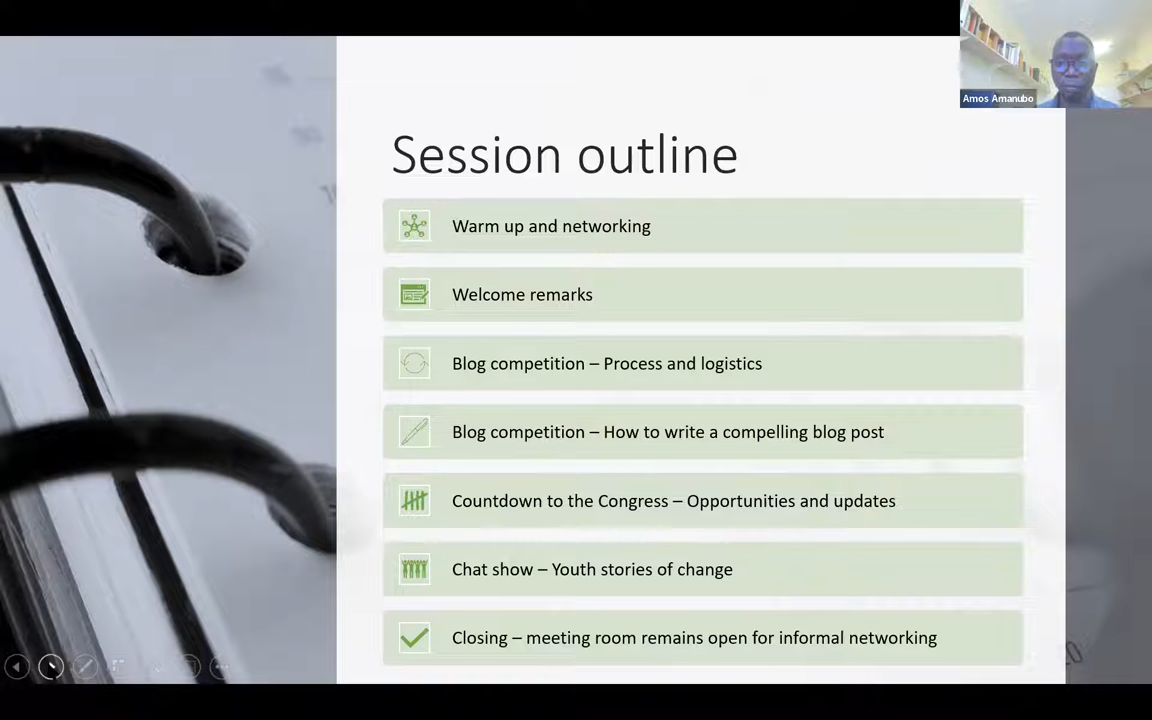 Amos Amanubo
Session outline
Warm up and networking
Welcome remarks
Blog competition – Process and logistics
Blog competition – How to write a compelling blog post
Countdown to the Congress – Opportunities and updates
Chat show – Youth stories of change
Closing – meeting room remains open for informal networking